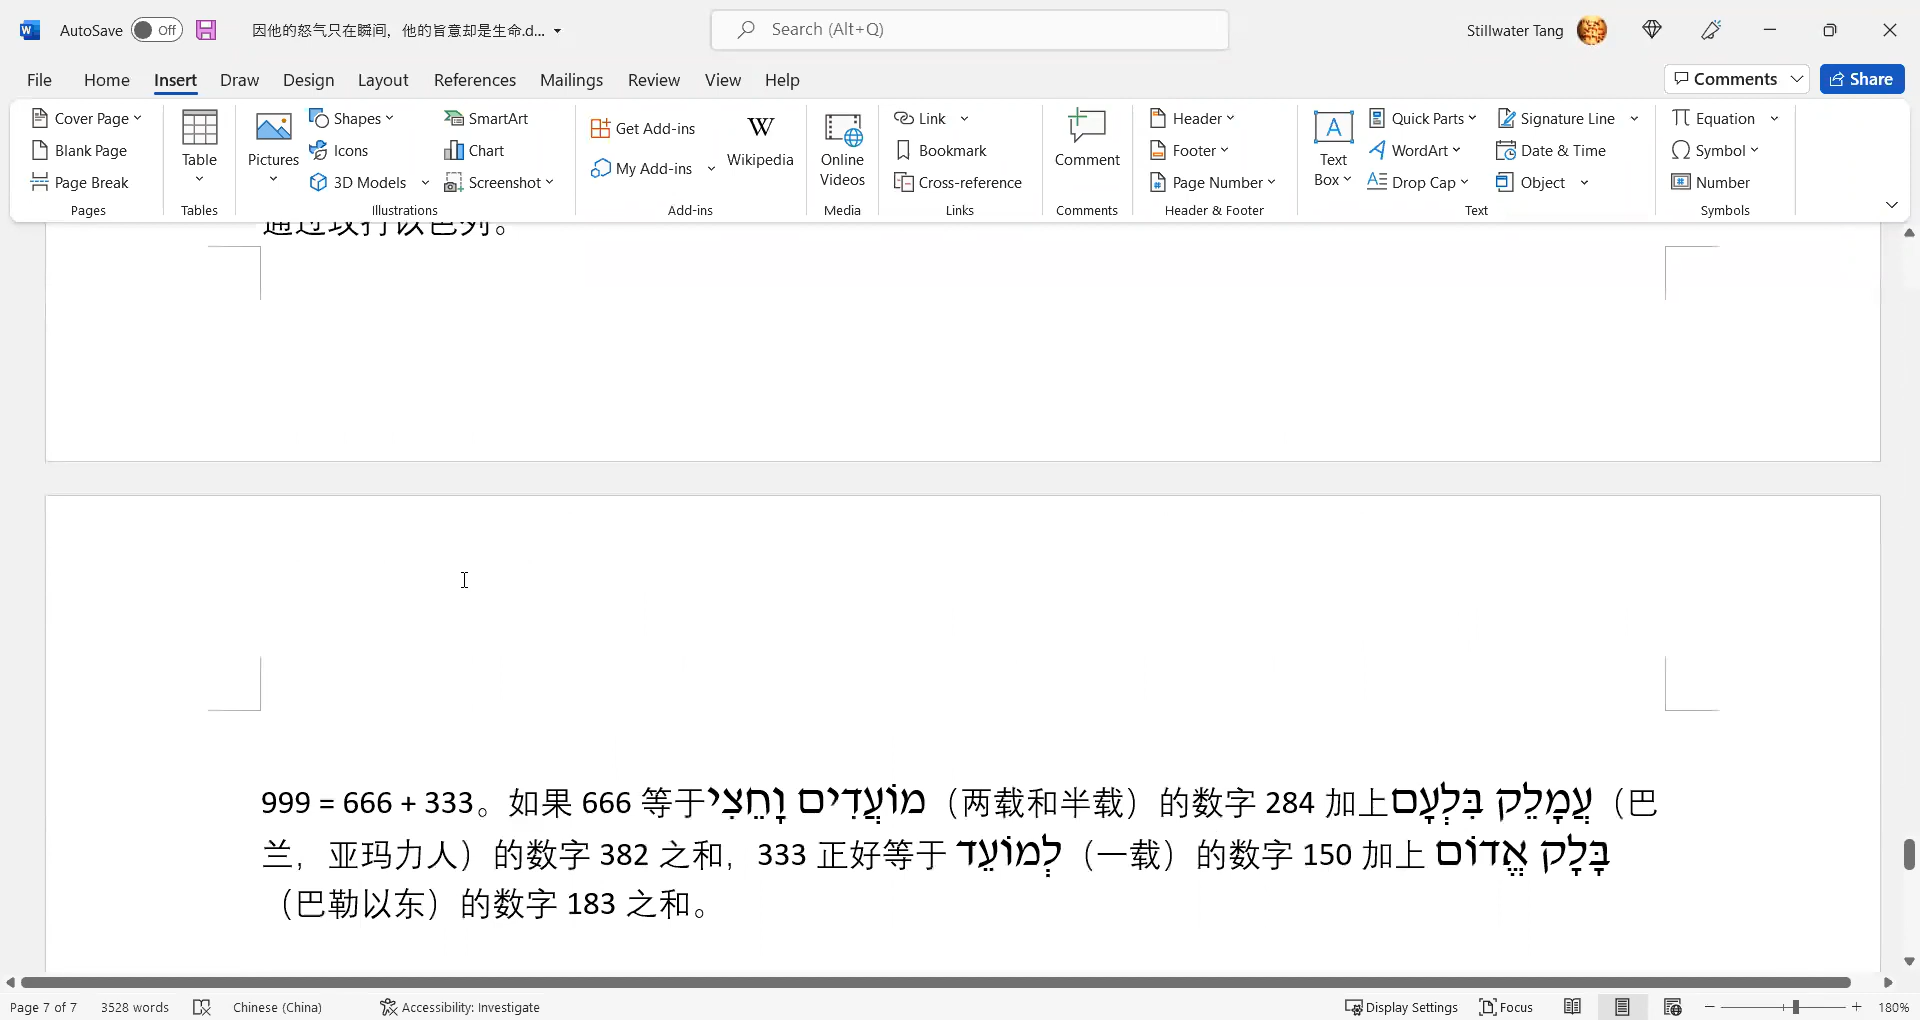 AutoSave Off 因他的怒气只在瞬间，他的旨意却是生命.d... Search (Alt+Q) Stillwater Tang
File Home Insert Draw Design Layout References Mailings Review View Help Comments Share
Cover Page Shapes SmartArt Link Header Quick Parts Signature Line Equation
Get Add-ins
Blank Page Icons Chart Bookmark Footer WordArt Date & Time Symbol
Table Pictures Wikipedia Online Videos Comment Text Box
My Add-ins
Page Break 3D Models Screenshot Cross-reference Page Number Drop Cap Object Number
Pages Tables Illustrations Add-ins Media Links Comments Header & Footer Text Symbols
通过攻打以色列。
999 = 666 + 333。如果 666 等于מוֹעֲדִים וָחֵצִי（两载和半载）的数字 284 加上עֲמָלֵק בִּלְעָם（巴
兰，亚玛力人）的数字 382 之和，333 正好等于 לְמוֹעֵד（一载）的数字 150 加上 בָּלָק אֱדוֹם
（巴勒以东）的数字 183 之和。
Page 7 of 7 3528 words Chinese (China) Accessibility: Investigate Display Settings Focus 180%